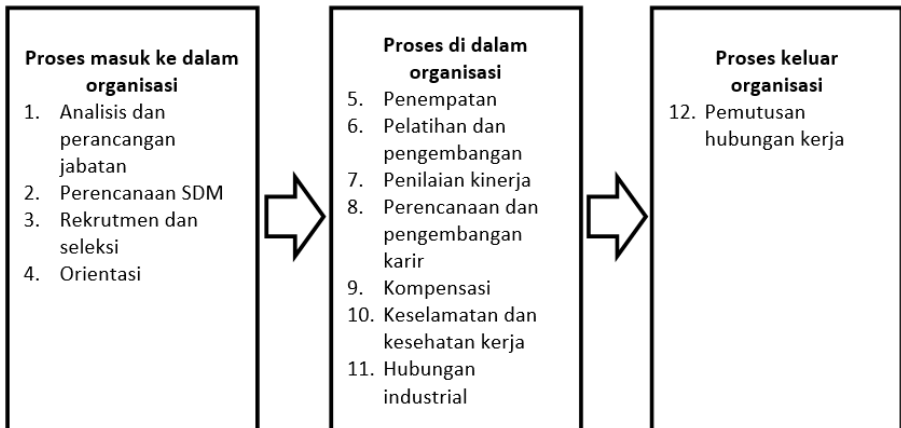 Proses masuk ke dalam
organisasi
1. Analisis dan
perancangan
jabatan
2. Perencanaan SDM
3. Rekrutmen dan
seleksi
4. Orientasi
Proses di dalam
organisasi
5. Penempatan
6. Pelatihan dan
pengembangan
7. Penilaian kinerja
8. Perencanaan dan
pengembangan
karir
9. Kompensasi
10. Keselamatan dan
kesehatan kerja
11. Hubungan
industrial
Proses keluar
organisasi
12. Pemutusan
hubungan kerja